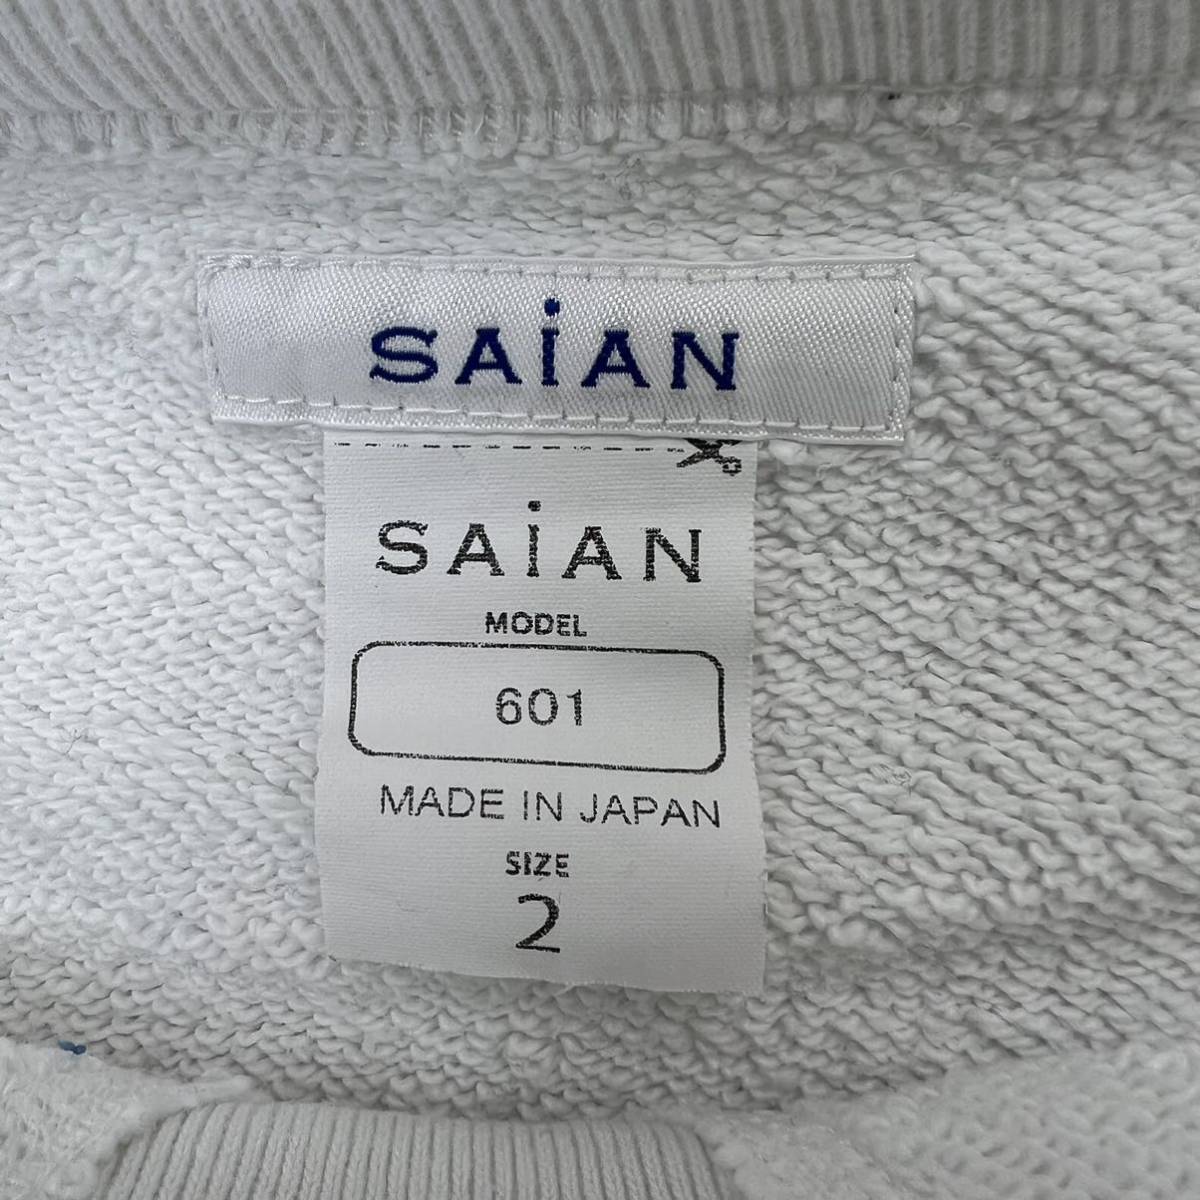 SAiAN
SAiAN
MODEL
601
MADE IN JAPAN
SIZE
2